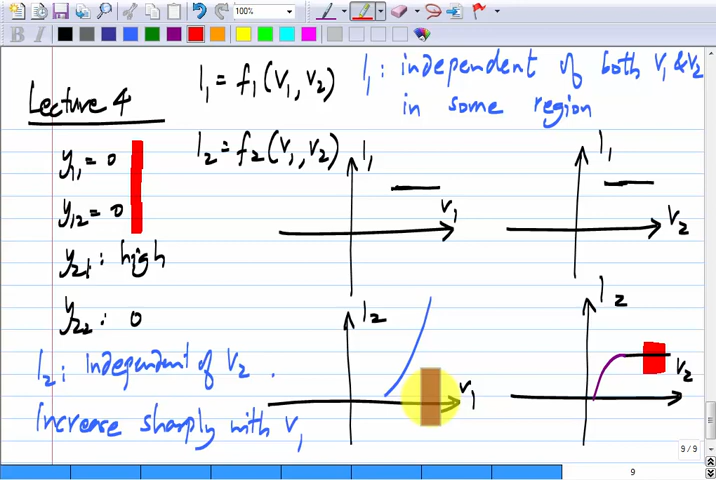 100%
B I
Lecture 4
I1 = f1(V1, V2)
I1: independent of both V1 & V2
in some region
y11 = 0
y12 = 0
y21: high
y22: 0
I2 = f2(V1, V2)
I1
V1
I1
V2
I2
V1
I2
V2
I2: Independent of V2.
Increase sharply with V1
9/9
9